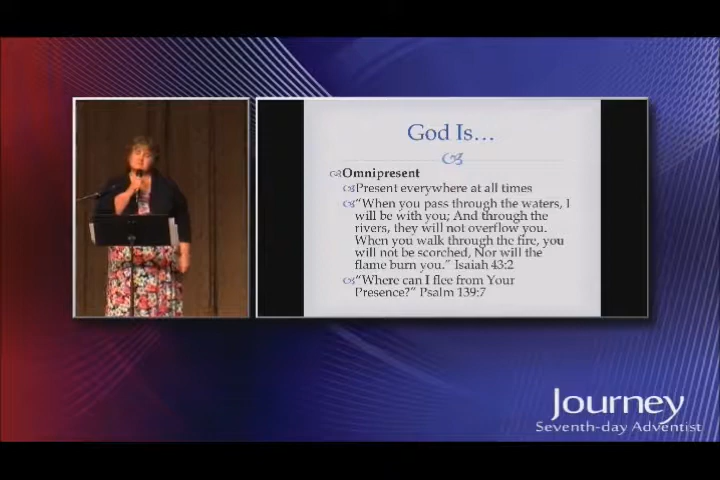 God Is...
Omnipresent
Present everywhere at all times
"When you pass through the waters, I
will be with you; And through the
rivers, they will not overflow you.
When you walk through the fire, you
will not be scorched, Nor will the
flame burn you." Isaiah 43:2
"Where can I flee from Your
Presence?" Psalm 139:7
Journey
Seventh-day Adventist